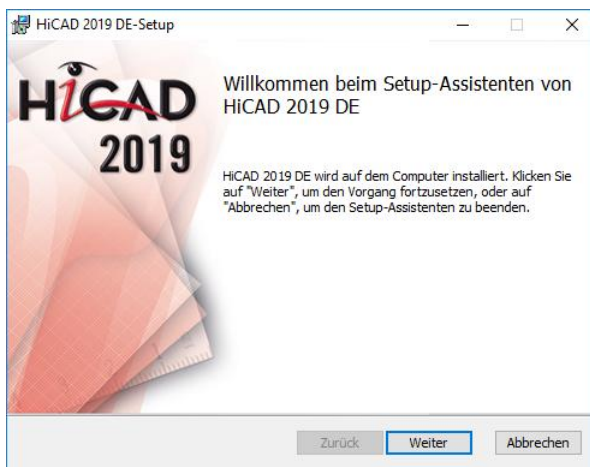 HiCAD 2019 DE-Setup
HiCAD
2019
Willkommen beim Setup-Assistenten von
HiCAD 2019 DE
HiCAD 2019 DE wird auf dem Computer installiert. Klicken Sie
auf "Weiter", um den Vorgang fortzusetzen, oder auf
"Abbrechen", um den Setup-Assistenten zu beenden.
Zurück Weiter Abbrechen